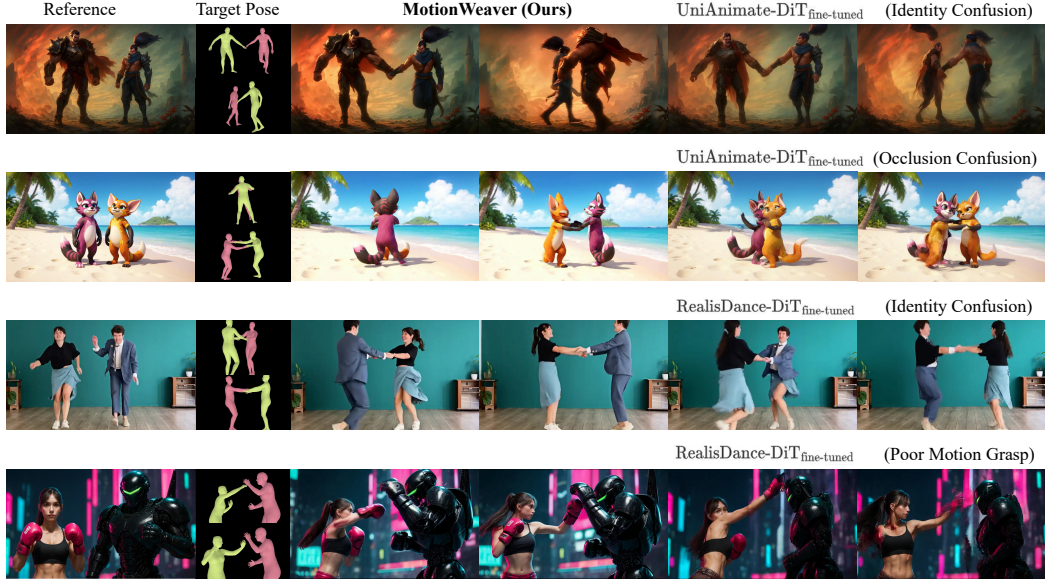 Reference Target Pose MotionWeaver (Ours) UniAnimate-DiT fine-tuned (Identity Confusion)
UniAnimate-DiT fine-tuned (Occlusion Confusion)
RealisDance-DiT fine-tuned (Identity Confusion)
RealisDance-DiT fine-tuned (Poor Motion Grasp)